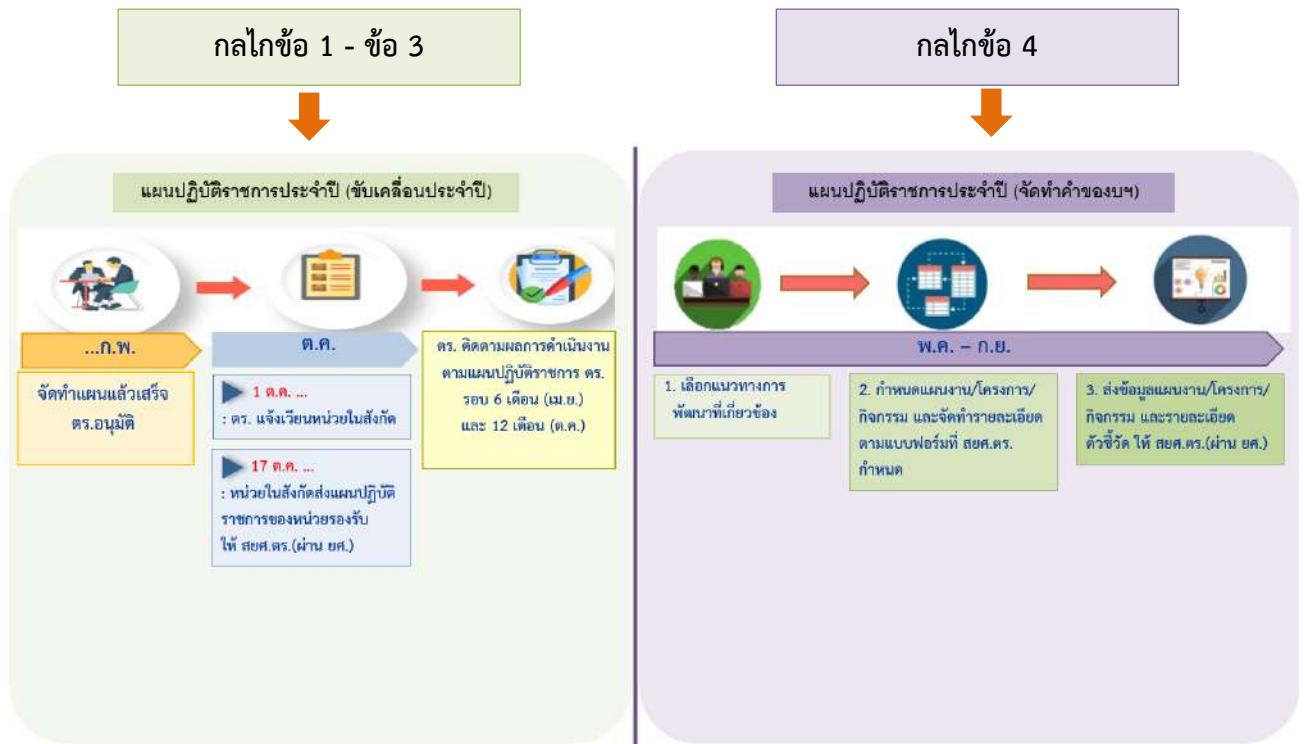 กลไกข้อ 1 - ข้อ 3
แผนปฏิบัติราชการประจำปี (ขับเคลื่อนประจำปี)
...ก.พ.
จัดทำแผนแล้วเสร็จ
ตร.อนุมัติ
ต.ค.
1 ต.ค. ...
: ตร. แจ้งเวียนหน่วยในสังกัด
17 ต.ค. ...
: หน่วยในสังกัดส่งแผนปฏิบัติ
ราชการของหน่วยรองรับ
ให้ สยศ.ตร.(ผ่าน ยศ.)
ตร. ติดตามผลการดำเนินงาน
ตามแผนปฏิบัติราชการ ตร.
รอบ 6 เดือน (เม.ย.)
และ 12 เดือน (ต.ค.)
กลไกข้อ 4
แผนปฏิบัติราชการประจำปี (จัดทำคำของบฯ)
พ.ค. – ก.ย.
1. เลือกแนวทางการ
พัฒนาที่เกี่ยวข้อง
2. กำหนดแผนงาน/โครงการ/
กิจกรรม และจัดทำรายละเอียด
ตามแบบฟอร์มที่ สยศ.ตร.
กำหนด
3. ส่งข้อมูลแผนงาน/โครงการ/
กิจกรรม และรายละเอียด
ตัวชี้วัด ให้ สยศ.ตร.(ผ่าน ยศ.)